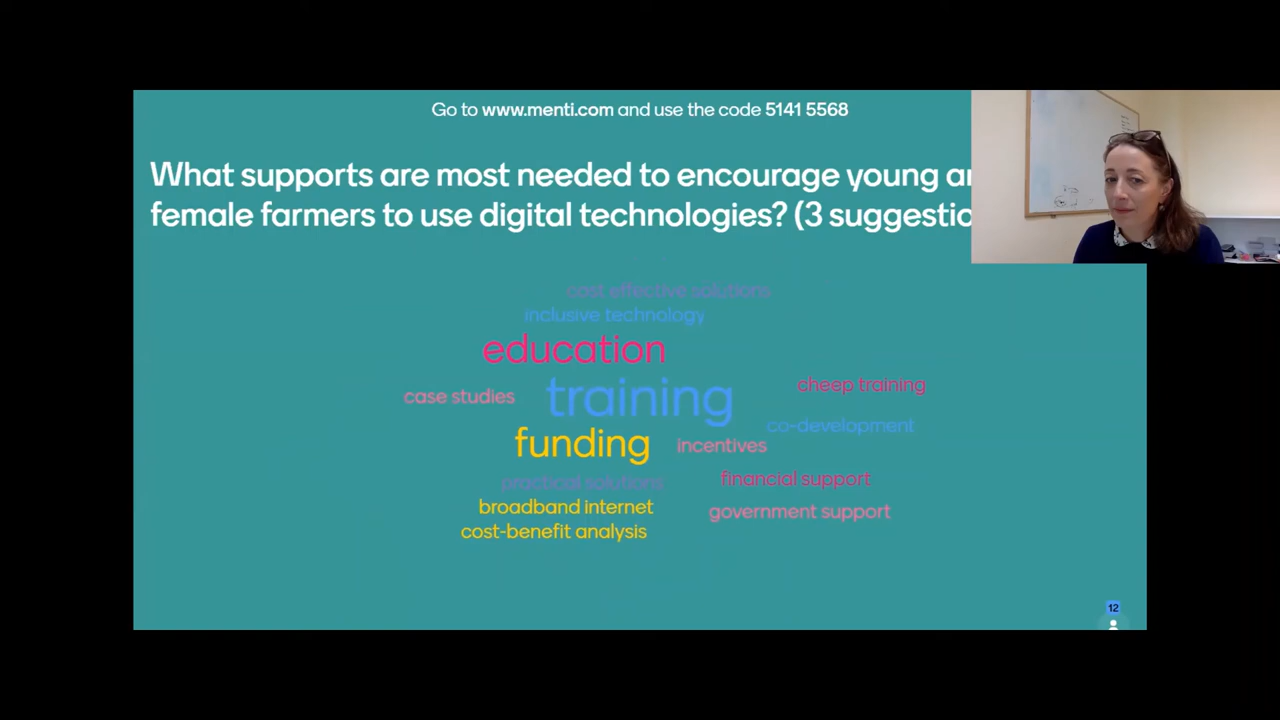 Go to www.menti.com and use the code 5141 5568
What supports are most needed to encourage young
female farmers to use digital technologies? (3
cost effective solutions
inclusive technology
education
training
cheep training
case studies
co-development
funding
incentives
practical solutions
financial support
broadband internet
government support
cost-benefit analysis
12